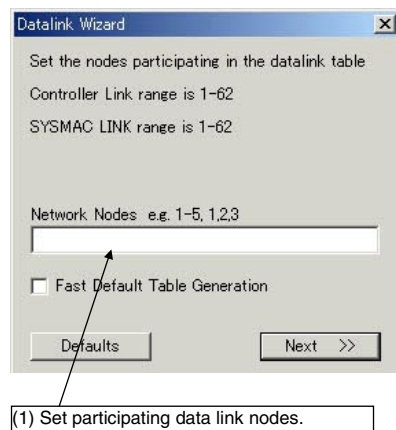 Datalink Wizard
Set the nodes participating in the datalink table
Controller Link range is 1-62
SYSMAC LINK range is 1-62
Network Nodes e.g. 1-5, 1,2,3
Fast Default Table Generation
Defaults
Next >>
(1) Set participating data link nodes.